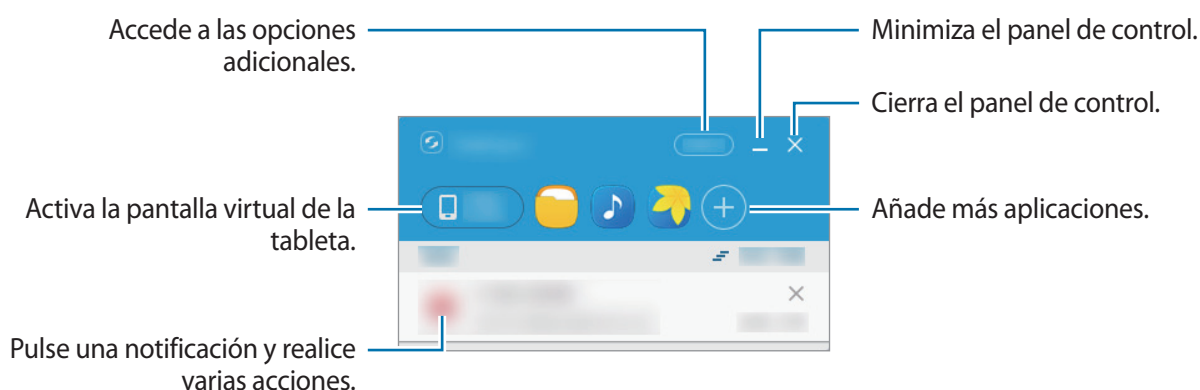 Accede a las opciones
adicionales.
Minimiza el panel de control.
Cierra el panel de control.
Activa la pantalla virtual de la
tableta.
Añade más aplicaciones.
Pulse una notificación y realice
varias acciones.